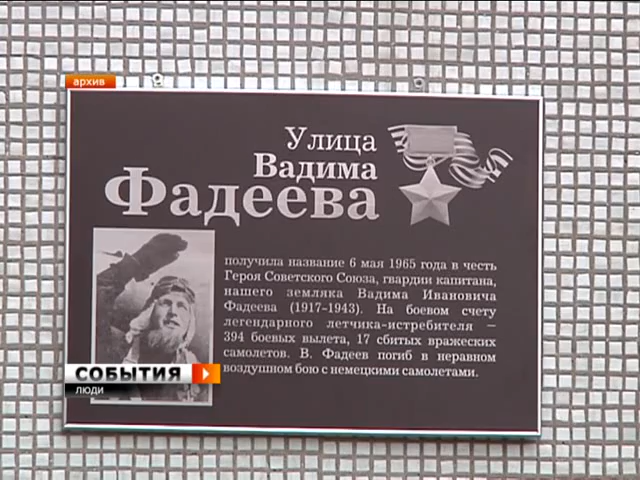 архив
Улица
Вадима
Фадеева
получила название 6 мая 1965 года в честь
Героя Советского Союза, гвардии капитана,
нашего земляка Вадима Ивановича
Фадеева (1917–1943). На боевом счету
легендарного летчика-истребителя –
394 боевых вылета, 17 сбитых вражеских
самолетов. В. Фадеев погиб в неравном
воздушном бою с немецкими самолетами.
СОБЫТИЯ
ЛЮДИ